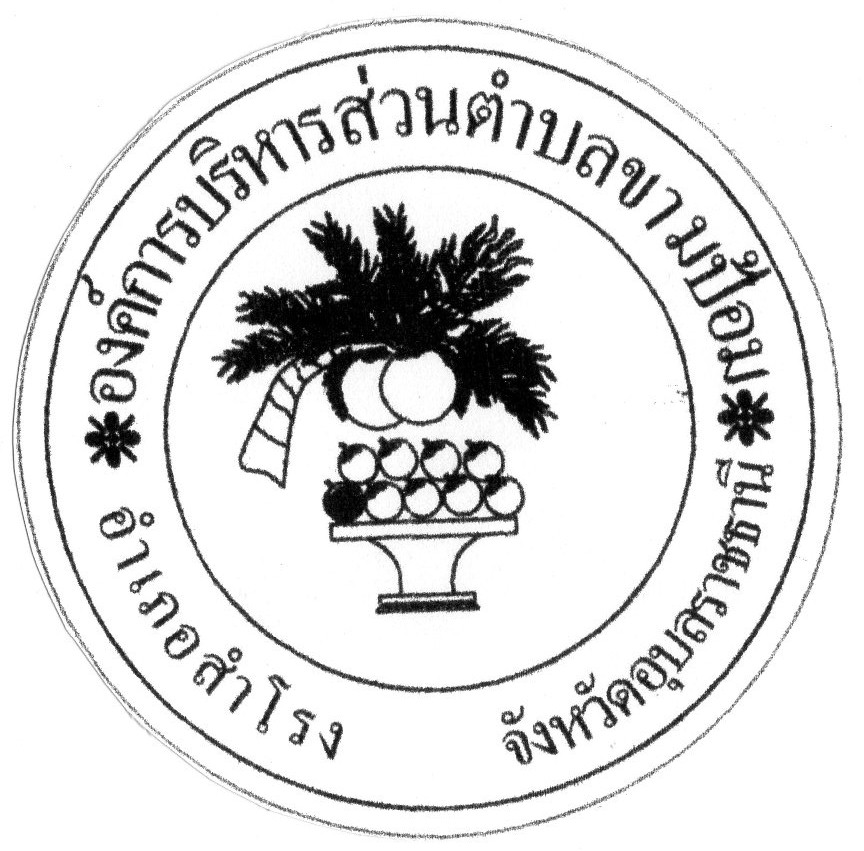 องค์การบริหารส่วนตำบลขามป้อม
อำเภอสำโรง
จังหวัดอุบลราชธานี